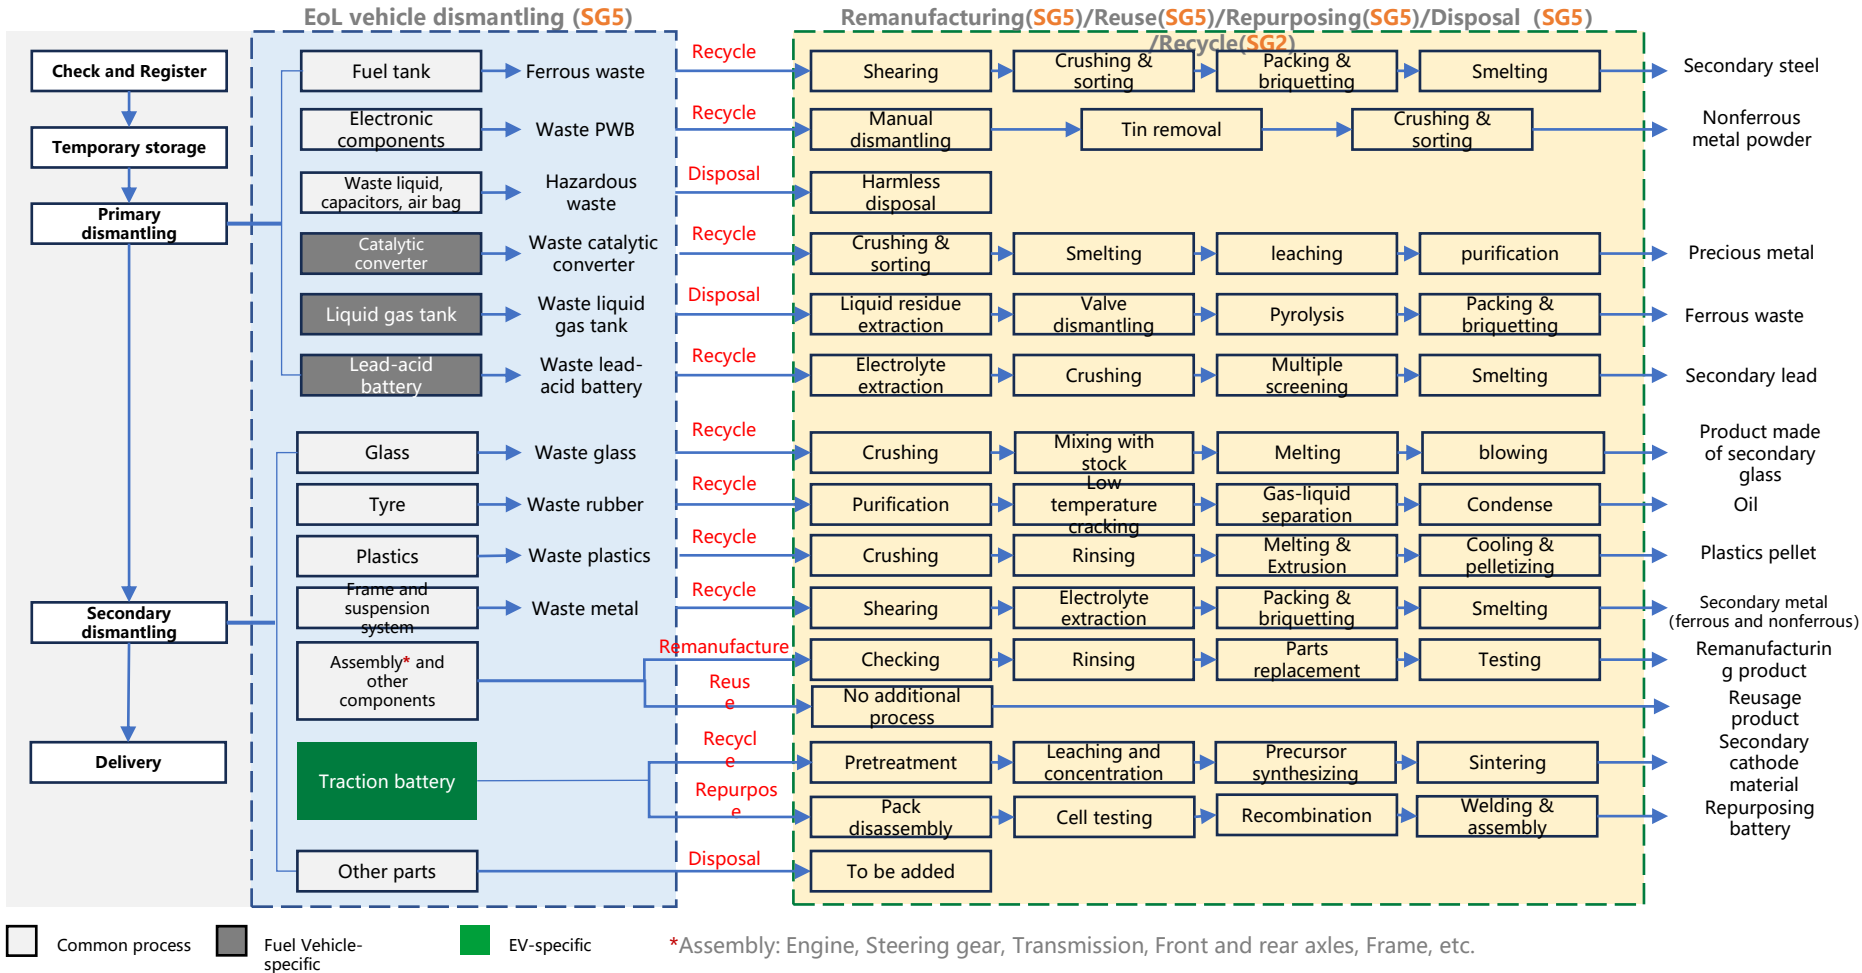 EoL vehicle dismantling (SG5)
Remanufacturing(SG5)/Reuse(SG5)/Repurposing(SG5)/Disposal (SG5)
/Recycle(SG2)
Check and Register
Temporary storage
Primary
dismantling
Secondary
dismantling
Delivery
Fuel tank
Ferrous waste
Recycle
Shearing
Crushing &
sorting
Packing &
briquetting
Smelting
Secondary steel
Electronic
components
Waste PWB
Recycle
Manual
dismantling
Tin removal
Crushing &
sorting
Nonferrous
metal powder
Waste liquid,
capacitors, air bag
Hazardous
waste
Disposal
Harmless
disposal
Catalytic
converter
Waste catalytic
converter
Recycle
Crushing &
sorting
Smelting
leaching
purification
Precious metal
Liquid gas tank
Waste liquid
gas tank
Disposal
Liquid residue
extraction
Valve
dismantling
Pyrolysis
Packing &
briquetting
Ferrous waste
Lead-acid
battery
Waste lead-
acid battery
Recycle
Electrolyte
extraction
Crushing
Multiple
screening
Smelting
Secondary lead
Glass
Waste glass
Recycle
Crushing
Mixing with
stock
Melting
blowing
Product made
of secondary
glass
Tyre
Waste rubber
Recycle
Purification
Low
temperature
cracking
Gas-liquid
separation
Condense
Oil
Plastics
Waste plastics
Recycle
Crushing
Rinsing
Melting &
Extrusion
Cooling &
pelletizing
Plastics pellet
Frame and
suspension
system
Waste metal
Recycle
Shearing
Electrolyte
extraction
Packing &
briquetting
Smelting
Secondary metal
(ferrous and nonferrous)
Assembly* and
other
components
Remanufacture
Checking
Rinsing
Parts
replacement
Testing
Remanufacturin
g product
Reus
e
No additional
process
Reusage
product
Traction battery
Recycl
e
Pretreatment
Leaching and
concentration
Precursor
synthesizing
Sintering
Secondary
cathode
material
Repurpos
e
Pack
disassembly
Cell testing
Recombination
Welding &
assembly
Repurposing
battery
Other parts
Disposal
To be added
Common process
Fuel Vehicle-
specific
EV-specific
*Assembly: Engine, Steering gear, Transmission, Front and rear axles, Frame, etc.